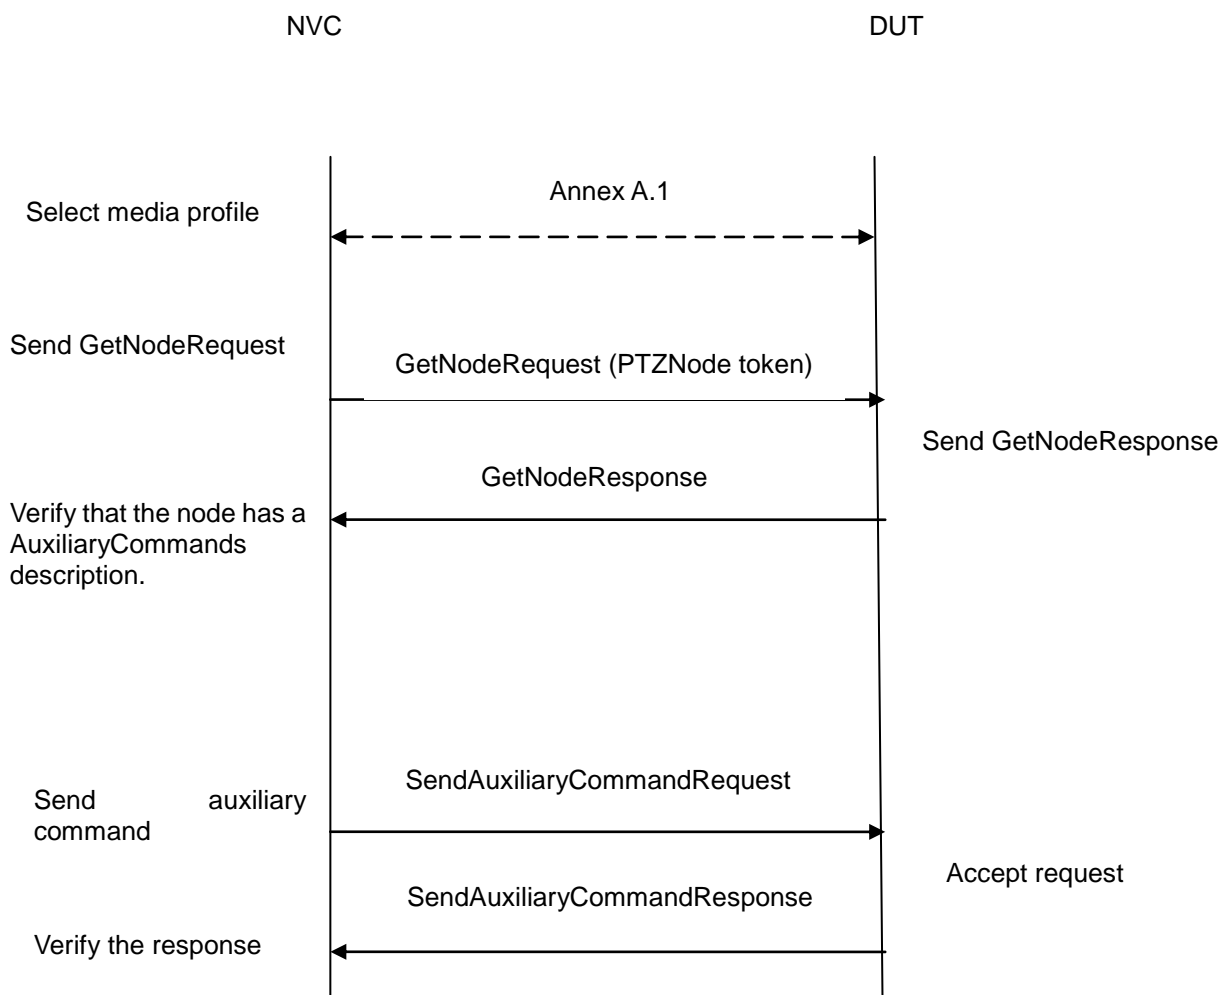 NVC
DUT
Annex A.1
Select media profile
Send GetNodeRequest
GetNodeRequest (PTZNode token)
Send GetNodeResponse
GetNodeResponse
Verify that the node has a
AuxiliaryCommands
description.
SendAuxiliaryCommandRequest
Send auxiliary
command
Accept request
SendAuxiliaryCommandResponse
Verify the response